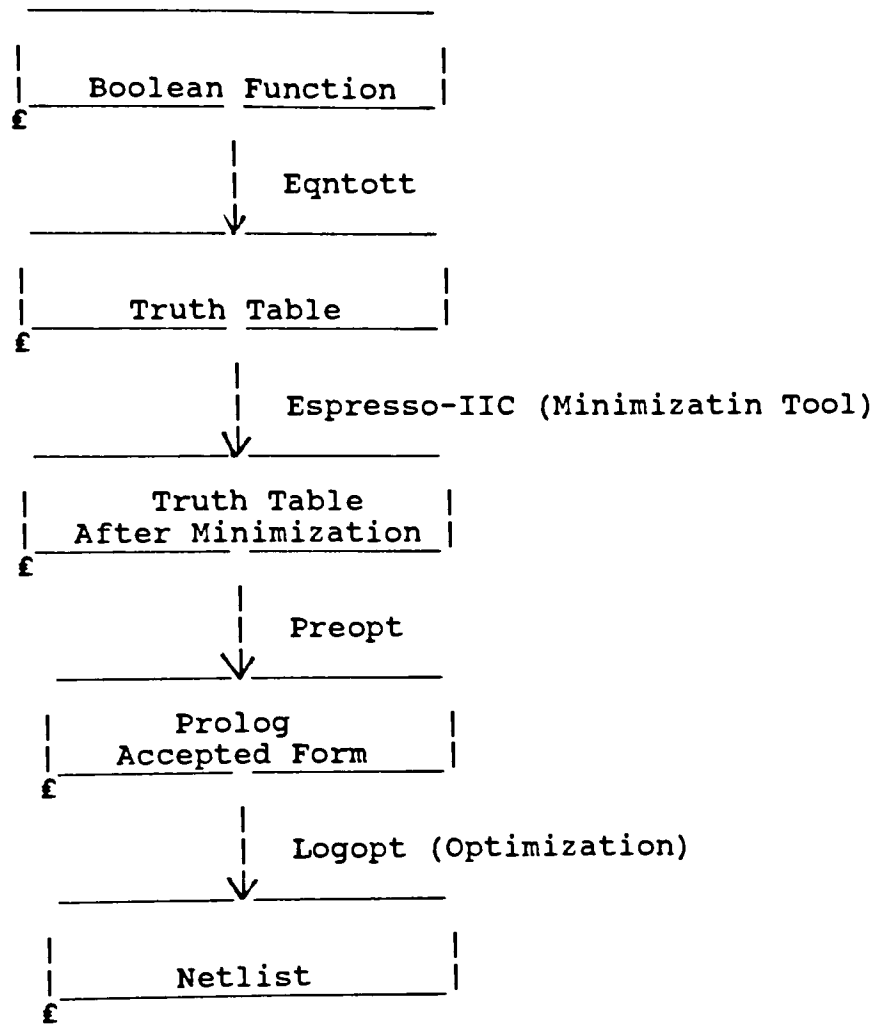 Boolean Function
£
Eqntott
Truth Table
£
Espresso-IIC (Minimizatin Tool)
Truth Table
After Minimization
£
Preopt
Prolog
Accepted Form
£
Logopt (Optimization)
Netlist
£